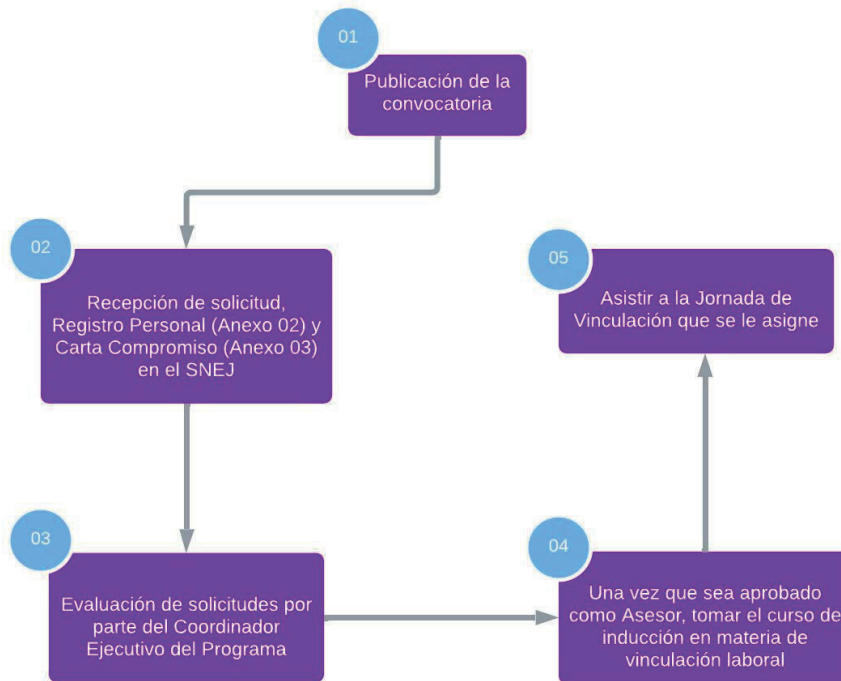 01
Publicación de la
convocatoria
02
Recepción de solicitud,
Registro Personal (Anexo 02) y
Carta Compromiso (Anexo 03)
en el SNEJ
03
Evaluación de solicitudes por
parte del Coordinador
Ejecutivo del Programa
04
Una vez que sea aprobado
como Asesor, tomar el curso de
inducción en materia de
vinculación laboral
05
Asistir a la Jornada de
Vinculación que se le asigne